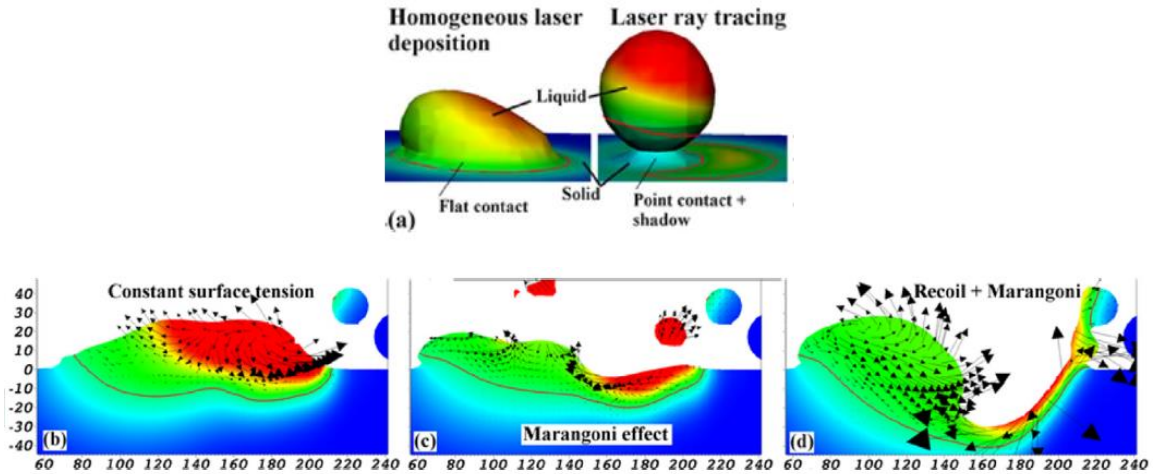 Homogeneous laser
deposition
Laser ray tracing
Liquid
Solid
Flat contact
Point contact +
shadow
(a)
Constant surface tension
40
30
20
10
0
-10
-20
-30
-40
(b)
60 80 100 120 140 160 180 200 220 240
(c)
Marangoni effect
60 80 100 120 140 160 180 200 220 240
Recoil + Marangoni
(d)
60 80 100 120 140 160 180 200 220 240